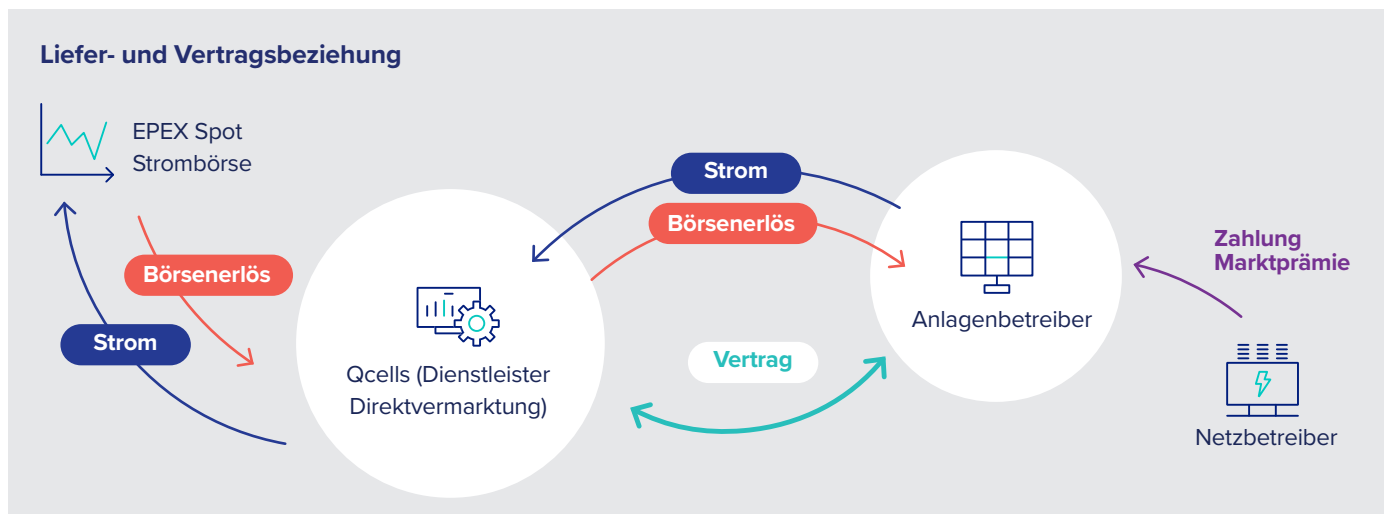 Liefer- und Vertragsbeziehung
EPEX Spot
Strombörse
Strom
Börsenerlös
Börsenerlös
Strom
Qcells (Dienstleister
Direktvermarktung)
Vertrag
Anlagenbetreiber
Zahlung
Marktprämie
Netzbetreiber